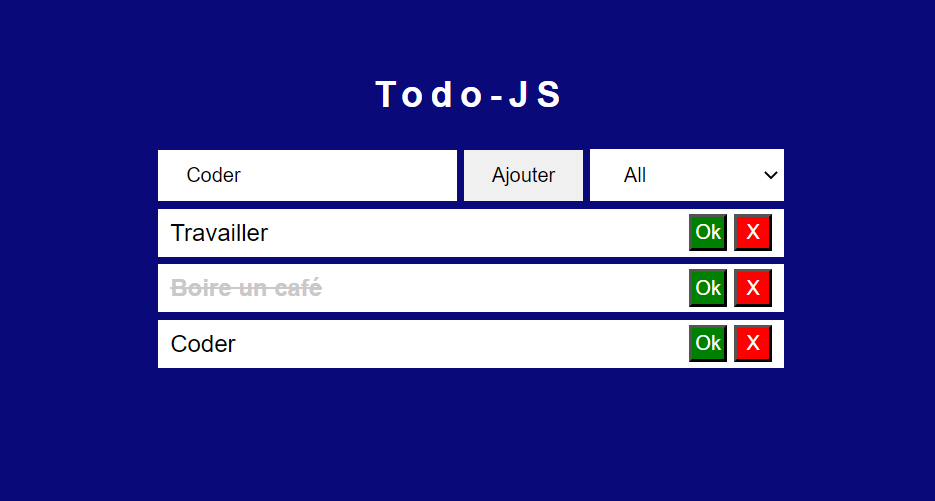 Todo-JS
Coder Ajouter All
Travailler Ok X
Boire un café Ok X
Coder Ok X